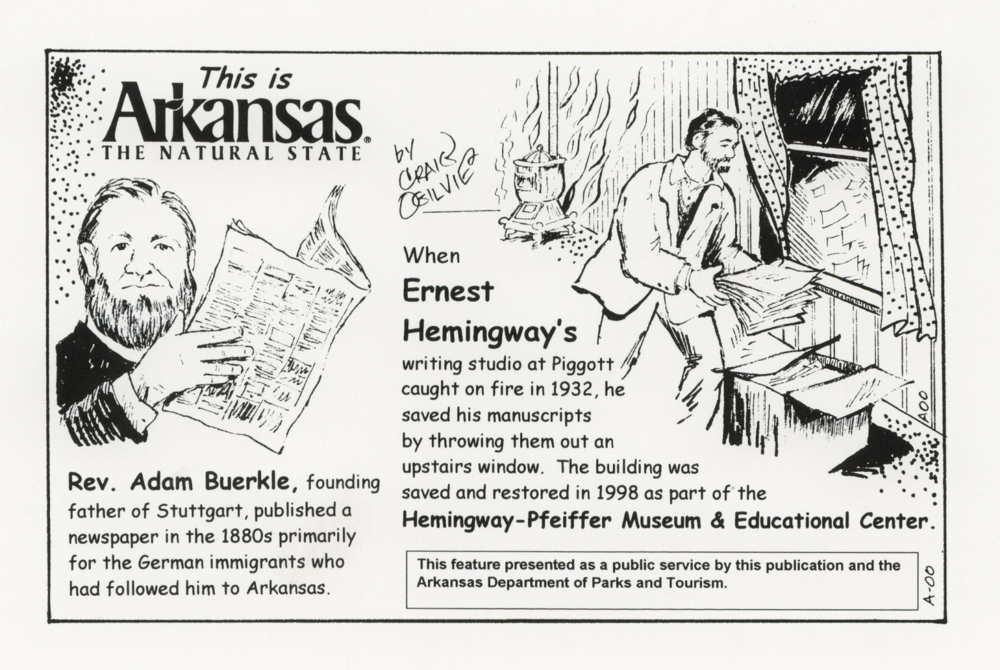 This is
Arkansas®
THE NATURAL STATE
by
CRAIG
OGILVIE
Rev. Adam Buerkle, founding
father of Stuttgart, published a
newspaper in the 1880s primarily
for the German immigrants who
had followed him to Arkansas.
When
Ernest
Hemingway's
writing studio at Piggott
caught on fire in 1932, he
saved his manuscripts
by throwing them out an
upstairs window. The building was
saved and restored in 1998 as part of the
Hemingway-Pfeiffer Museum & Educational Center.
A00
This feature presented as a public service by this publication and the
Arkansas Department of Parks and Tourism.
A-00